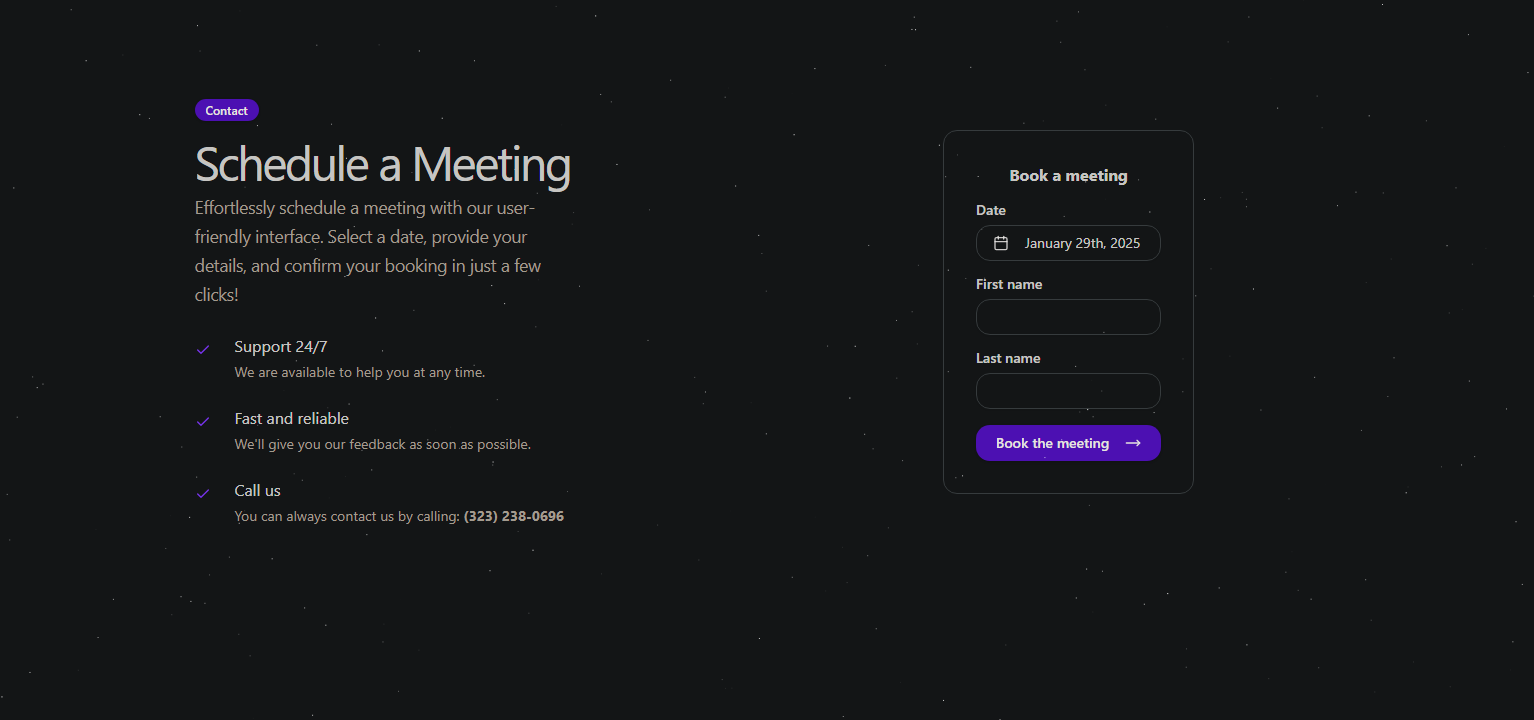 Contact
Schedule a Meeting
Effortlessly schedule a meeting with our user-
friendly interface. Select a date, provide your
details, and confirm your booking in just a few
clicks!
Support 24/7
We are available to help you at any time.
Fast and reliable
We'll give you our feedback as soon as possible.
Call us
You can always contact us by calling: (323) 238-0696
Book a meeting
Date
January 29th, 2025
First name
Last name
Book the meeting